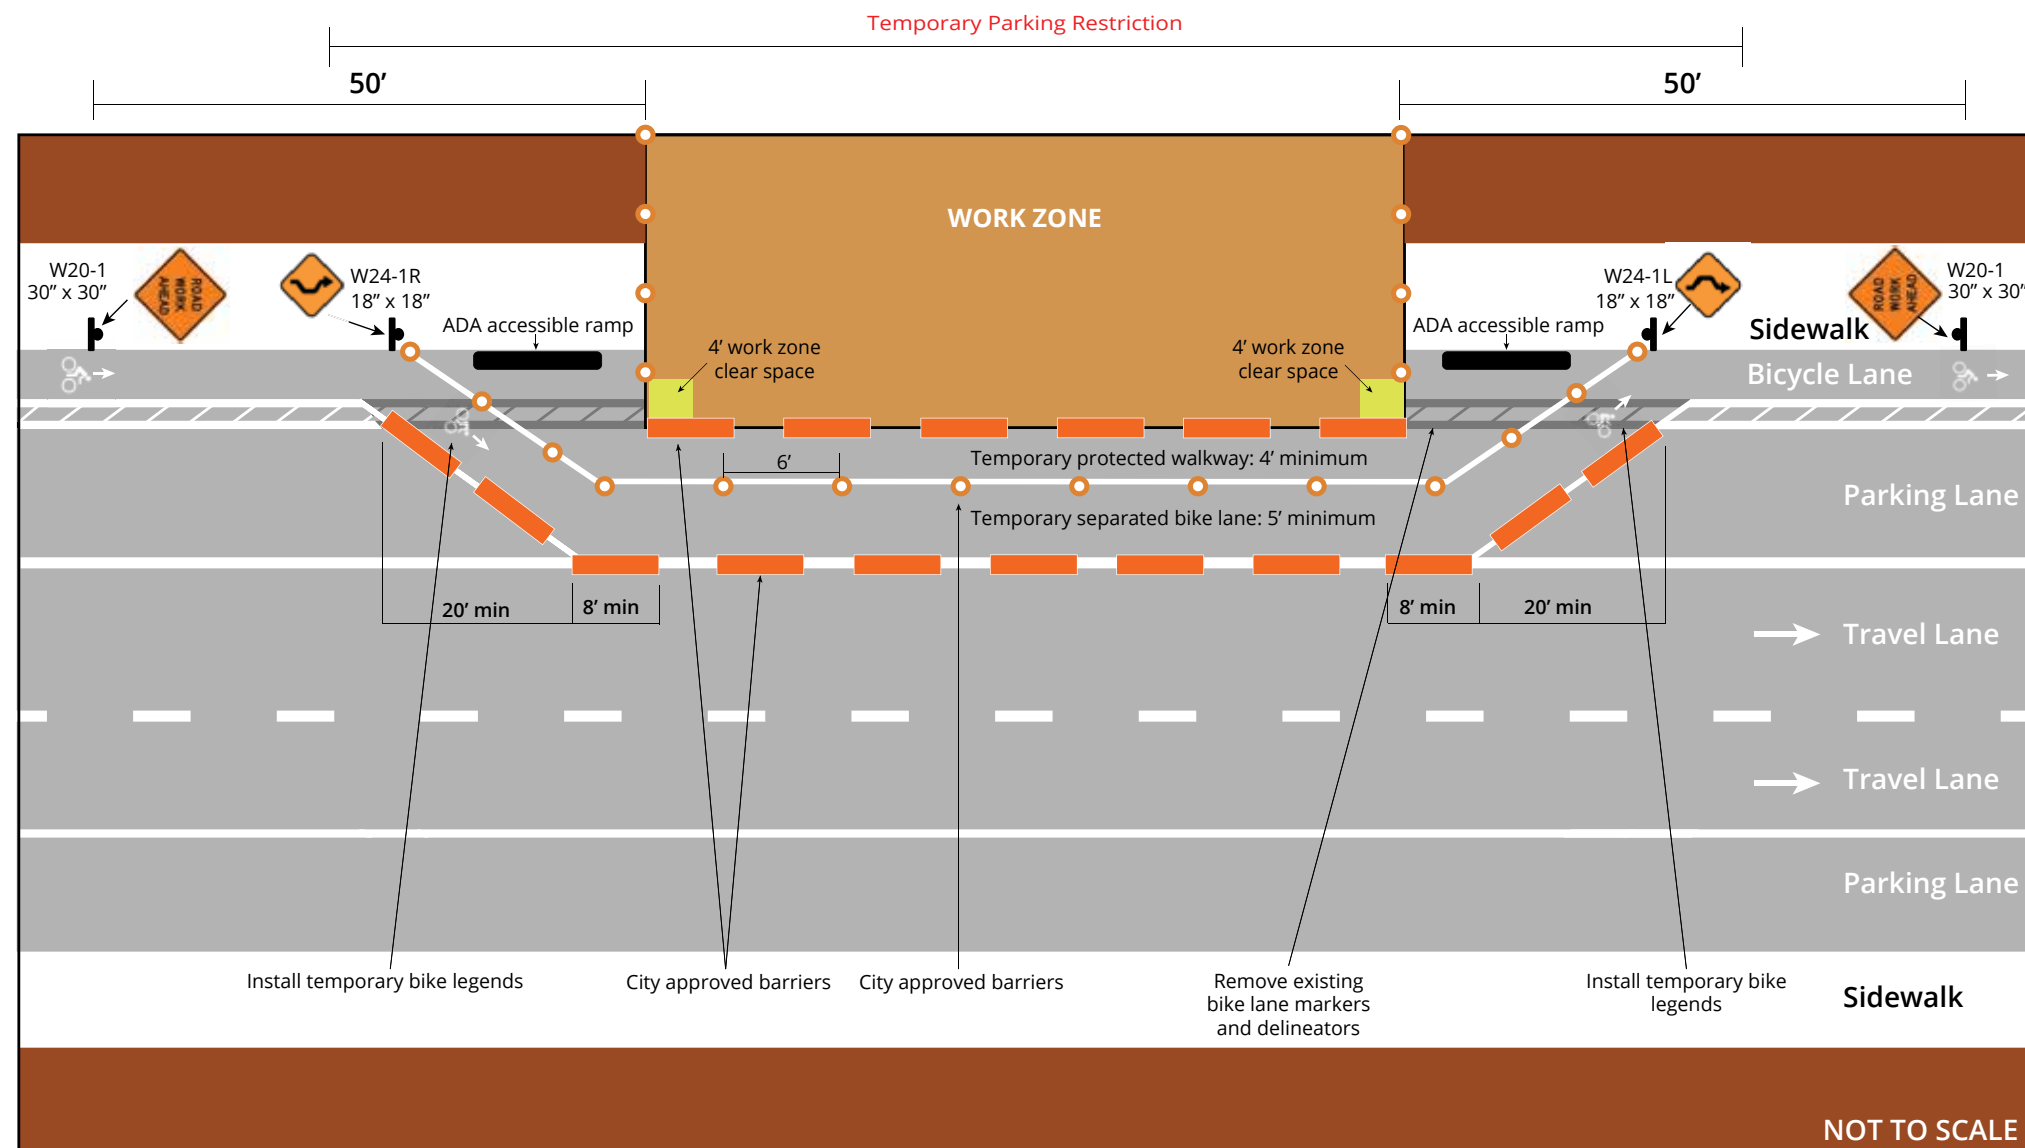 Temporary Parking Restriction
50’
50’
WORK ZONE
W20-1
30” x 30”
ROAD
WORK
AHEAD
W24-1R
18” x 18”
ADA accessible ramp
4’ work zone
clear space
4’ work zone
clear space
W24-1L
18” x 18”
ADA accessible ramp
ROAD
WORK
AHEAD
W20-1
30” x 30”
Sidewalk
Bicycle Lane
6’
Temporary protected walkway: 4’ minimum
Temporary separated bike lane: 5’ minimum
Parking Lane
20’ min
8’ min
8’ min
20’ min
Travel Lane
Travel Lane
Parking Lane
Install temporary bike legends
City approved barriers
City approved barriers
Remove existing
bike lane markers
and delineators
Install temporary bike
legends
Sidewalk
NOT TO SCALE